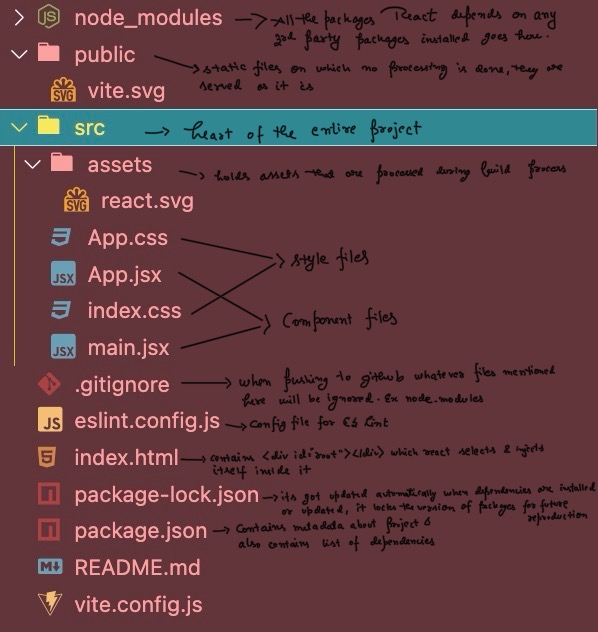 node_modules → All the packages React depends on any
3rd party packages installed goes here.
public → static files on which no processing is done, they are
served as it is
SVG vite.svg
src → heart of the entire project
assets → holds assets that are processed during build process
SVG react.svg
App.css
App.jsx → style files
index.css
→ Component files
JSX main.jsx
.gitignore → when pushing to github whatever files mentioned
here will be ignored. Ex node.modules
JS eslint.config.js → Config file for ES Lint
index.html → contains <div id="root"></div> which react selects & injects
itself inside it
package-lock.json → its got updated automatically when dependencies are installed
or updated, it locks the version of packages for future
reproduction
package.json → Contains metadata about Project &
also contains list of dependencies
README.md
vite.config.js